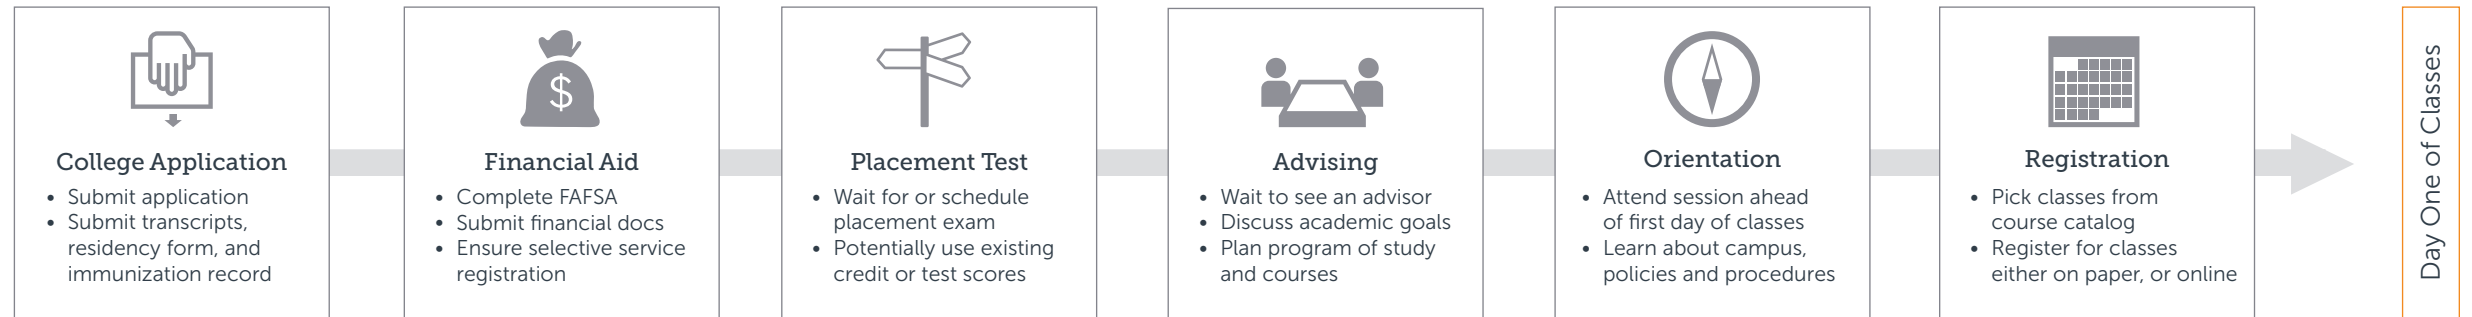 College Application
• Submit application
• Submit transcripts,
residency form, and
immunization record
$
Financial Aid
• Complete FAFSA
• Submit financial docs
• Ensure selective service
registration
Placement Test
• Wait for or schedule
placement exam
• Potentially use existing
credit or test scores
Advising
• Wait to see an advisor
• Discuss academic goals
• Plan program of study
and courses
Orientation
• Attend session ahead
of first day of classes
• Learn about campus,
policies and procedures
Registration
• Pick classes from
course catalog
• Register for classes
either on paper, or online
Day One of Classes